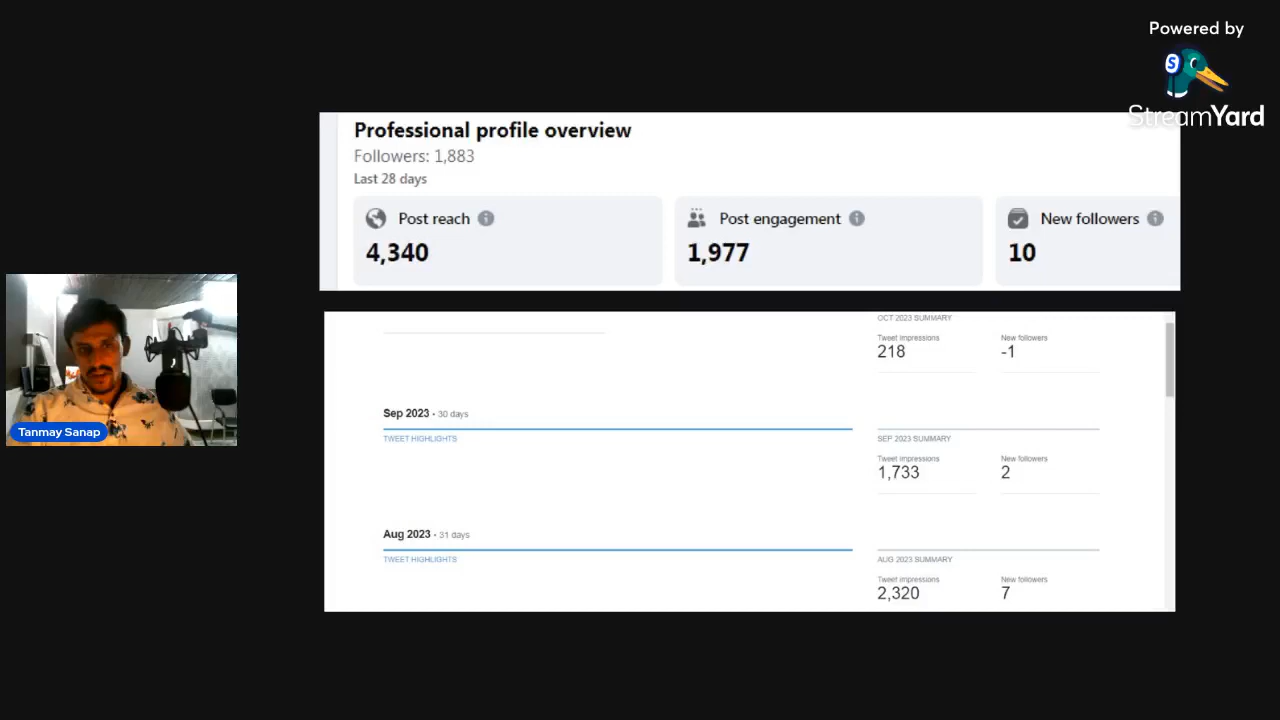 Powered by
StreamYard
Professional profile overview
Followers: 1,883
Last 28 days
Post reach
4,340
Post engagement
1,977
New followers
10
OCT 2023 SUMMARY
Tweet impressions
218
New followers
-1
Sep 2023 • 30 days
TWEET HIGHLIGHTS
SEP 2023 SUMMARY
Tweet impressions
1,733
New followers
2
Aug 2023 • 31 days
TWEET HIGHLIGHTS
AUG 2023 SUMMARY
Tweet impressions
2,320
New followers
7
Tanmay Sanap